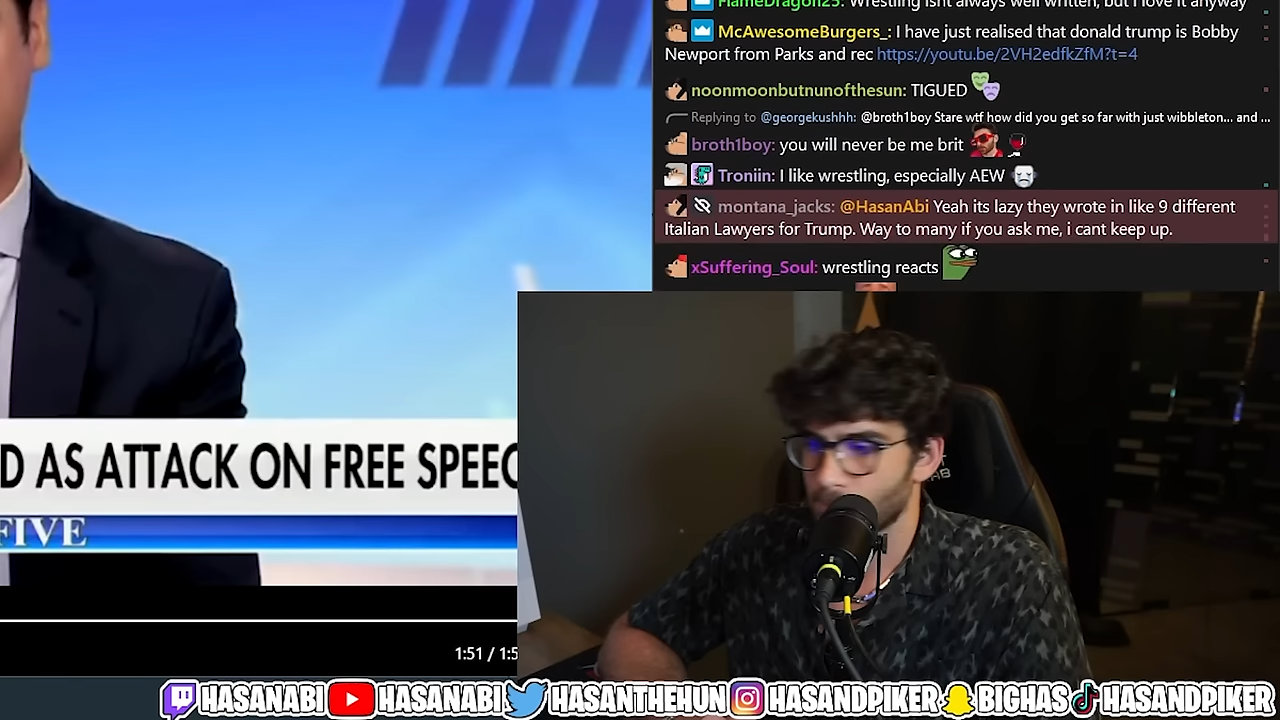 FlameDragon25: Wrestling isnt always well written, but I love it anyway
McAwesomeBurgers_: I have just realised that donald trump is Bobby
Newport from Parks and rec https://youtu.be/2VH2edfkZfM?t=4
noonmoonbutnunofthesun: TIGUED
Replying to @georgekushhh: @broth1boy Stare wtf how did you get so far with just wibbleton... and ...
broth1boy: you will never be me brit
Troniin: I like wrestling, especially AEW
montana_jacks: @HasanAbi Yeah its lazy they wrote in like 9 different
Italian Lawyers for Trump. Way to many if you ask me, i cant keep up.
xSuffering_Soul: wrestling reacts
D AS ATTACK ON FREE SPEEC
FIVE
1:51 / 1:5
HASANABI HASANABI HASANTHEHUN HASANDPIKER BIGHAS HASANDPIKER